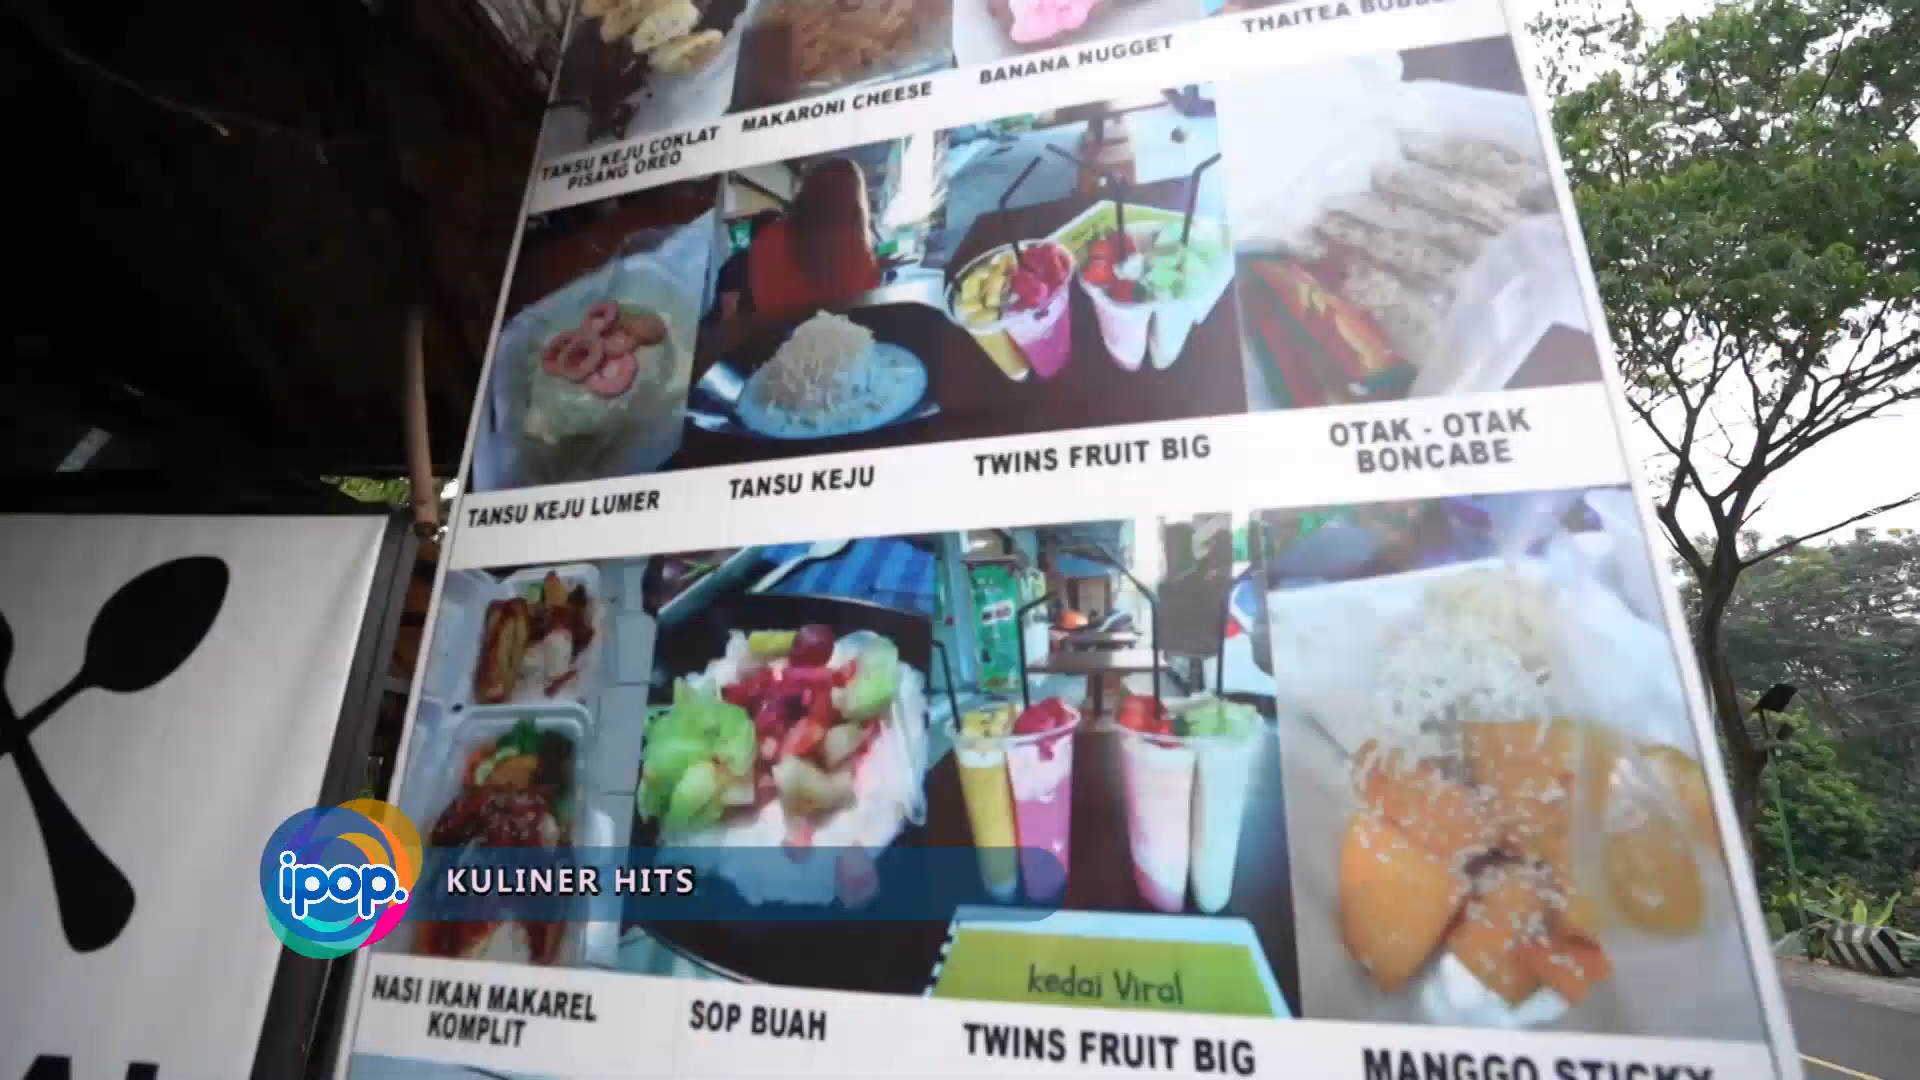 THAITEA
BANANA NUGGET
MAKARONI CHEESE
TANSU KEJU COKLAT
PISANG OREO
TANSU KEJU LUMER
TANSU KEJU
TWINS FRUIT BIG
OTAK - OTAK
BONCABE
ipop.
KULINER HITS
kedai Viral
NASI IKAN MAKAREL
KOMPLIT
SOP BUAH
TWINS FRUIT BIG
MANGGO STICKY